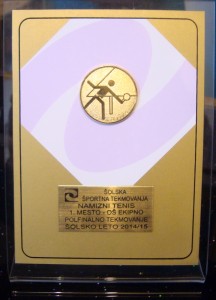 ŠOLSKA
ŠPORTNA TEKMOVANJA
NAMIZNI TENIS
1. MESTO - OŠ EKIPNO
POLFINALNO TEKMOVANJE
ŠOLSKO LETO 2014/15